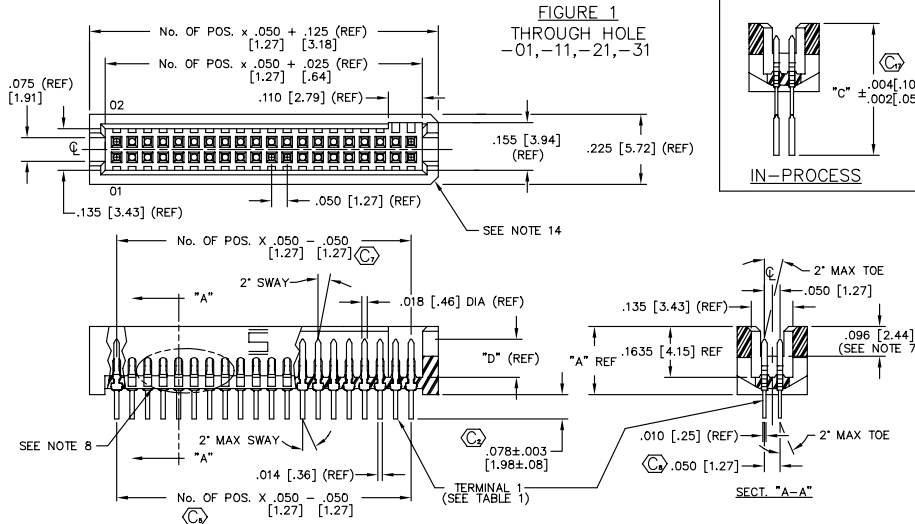 FIGURE 1
THROUGH HOLE
-01,-11,-21,-31
No. OF POS. x .050 + .125 (REF)
[1.27] [3.18]
No. OF POS. x .050 + .025 (REF)
[1.27] [.64]
.075 (REF)
[1.91]
.110 [2.79] (REF)
02
℄
.155 [3.94]
(REF)
.225 [5.72] (REF)
01
.135 [3.43] (REF)
.050 [1.27] (REF)
SEE NOTE 14
"C" ± .004[.10
.002[.05
IN-PROCESS
No. OF POS. X .050 - .050
[1.27] [1.27]
C7
"A"
2° SWAY
.018 [.46] DIA (REF)
"D" (REF)
"A" REF
SEE NOTE 8
2° MAX SWAY
C2
.078±.003
[1.98±.08]
"A"
.014 [.36] (REF)
TERMINAL 1
(SEE TABLE 1)
No. OF POS. X .050 - .050
[1.27] [1.27]
℄
2° MAX TOE
.050 [1.27]
.135 [3.43] (REF)
.1635 [4.15] REF
.096 [2.44]
(SEE NOTE 7
.010 [.25] (REF)
2° MAX TOE
.050 [1.27]
SECT. "A-A"